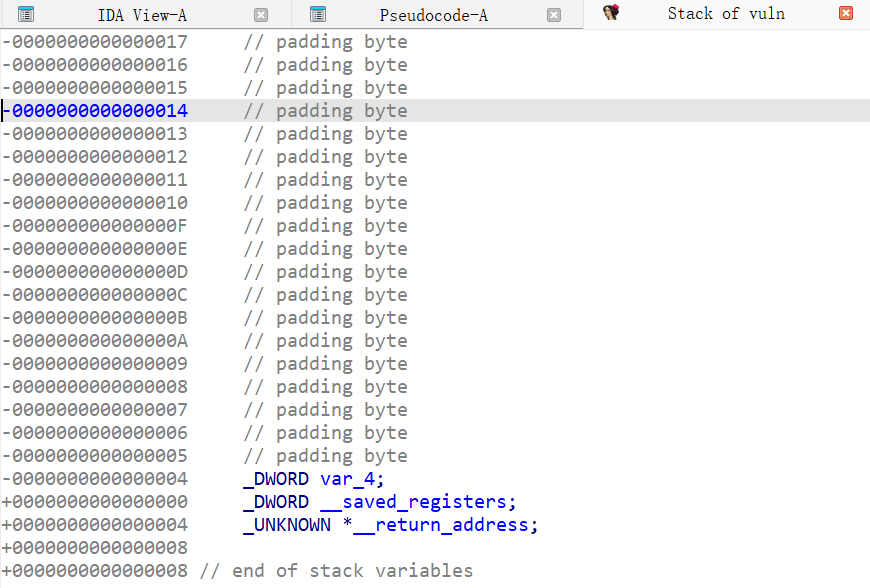 IDA View-A Pseudocode-A Stack of vuln
-0000000000000017 // padding byte
-0000000000000016 // padding byte
-0000000000000015 // padding byte
-0000000000000014 // padding byte
-0000000000000013 // padding byte
-0000000000000012 // padding byte
-0000000000000011 // padding byte
-0000000000000010 // padding byte
-000000000000000F // padding byte
-000000000000000E // padding byte
-000000000000000D // padding byte
-000000000000000C // padding byte
-000000000000000B // padding byte
-000000000000000A // padding byte
-0000000000000009 // padding byte
-0000000000000008 // padding byte
-0000000000000007 // padding byte
-0000000000000006 // padding byte
-0000000000000005 // padding byte
-0000000000000004 _DWORD var_4;
+0000000000000000 _DWORD __saved_registers;
+0000000000000004 _UNKNOWN *__return_address;
+0000000000000008
+0000000000000008 // end of stack variables